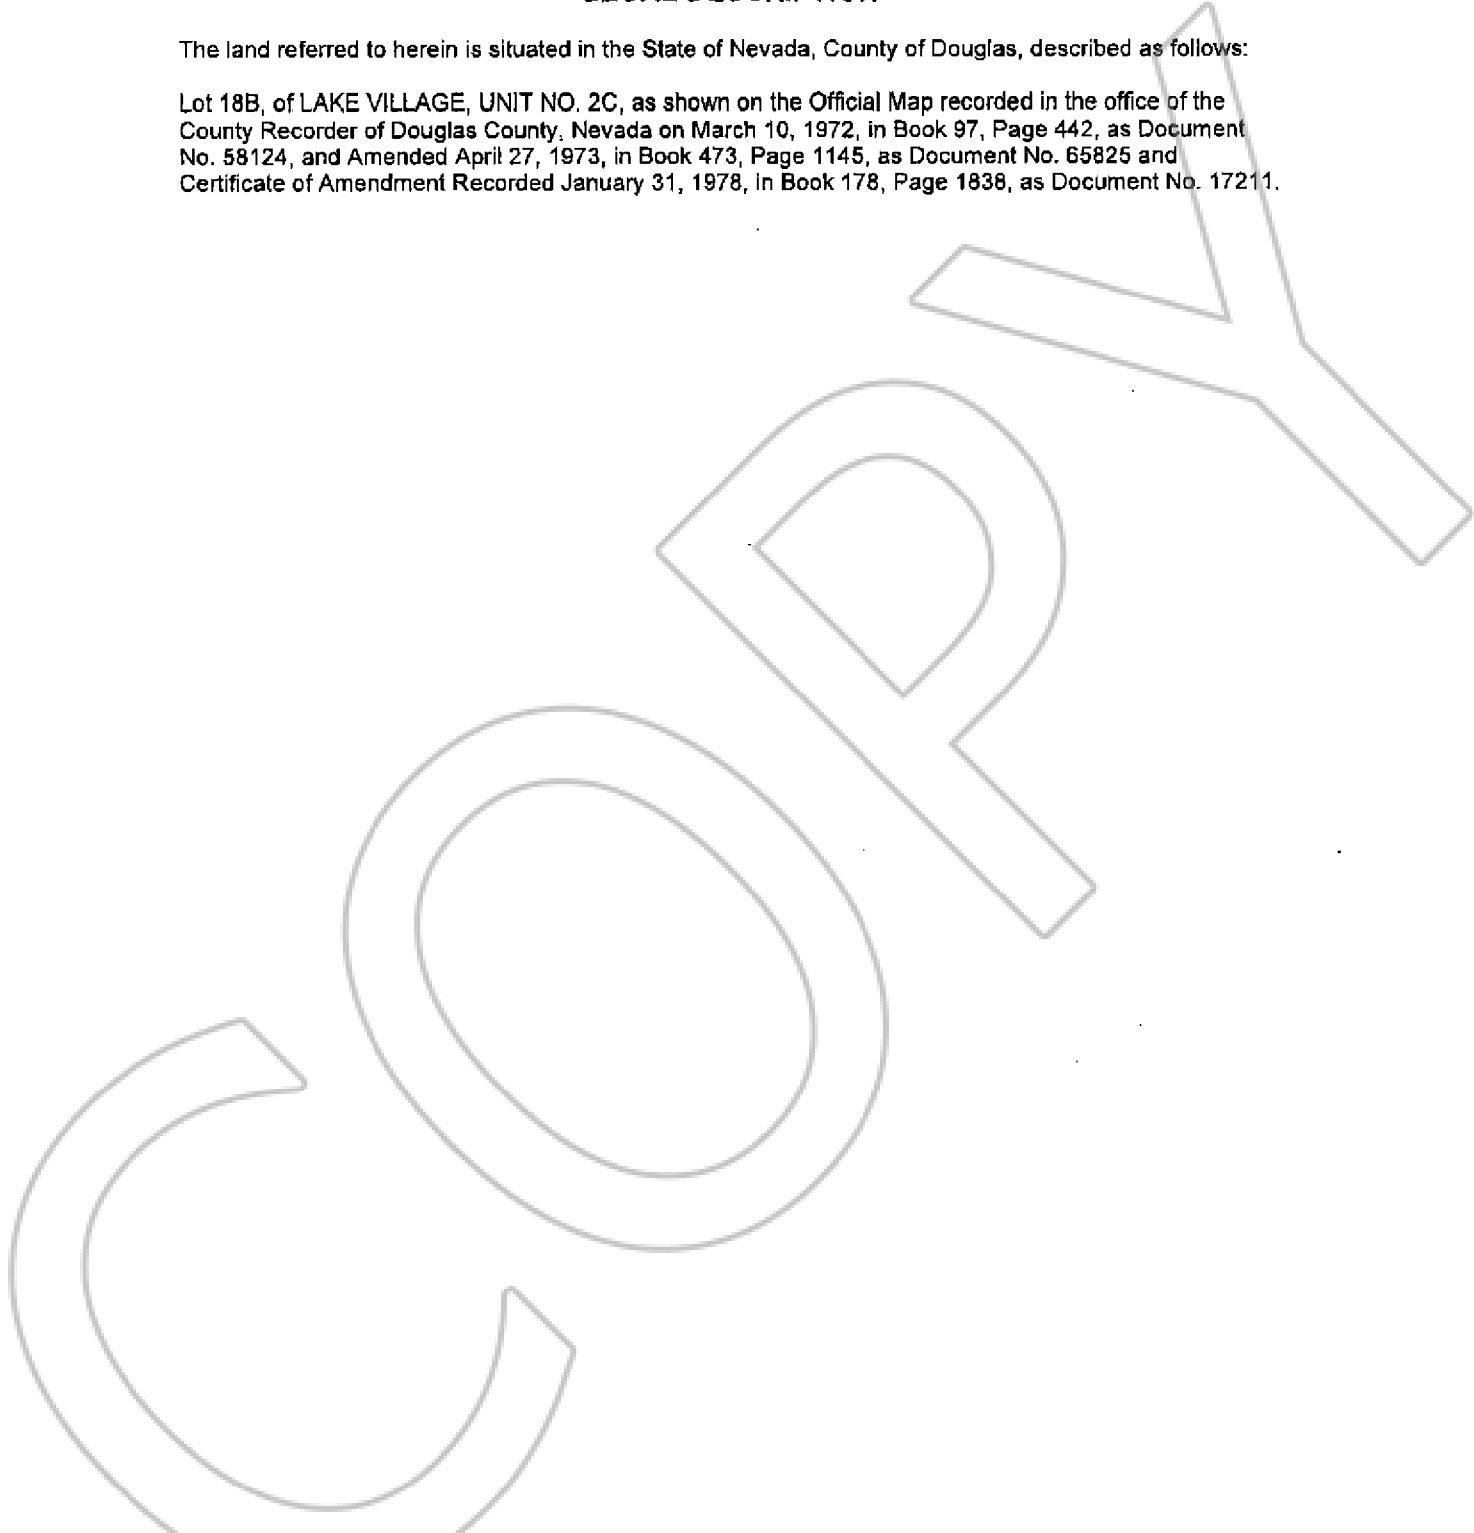 The land referred to herein is situated in the State of Nevada, County of Douglas, described as follows:
Lot 18B, of LAKE VILLAGE, UNIT NO. 2C, as shown on the Official Map recorded in the office of the
County Recorder of Douglas County, Nevada on March 10, 1972, in Book 97, Page 442, as Document
No. 58124, and Amended April 27, 1973, in Book 473, Page 1145, as Document No. 65825 and
Certificate of Amendment Recorded January 31, 1978, in Book 178, Page 1838, as Document No. 17211.
COPY